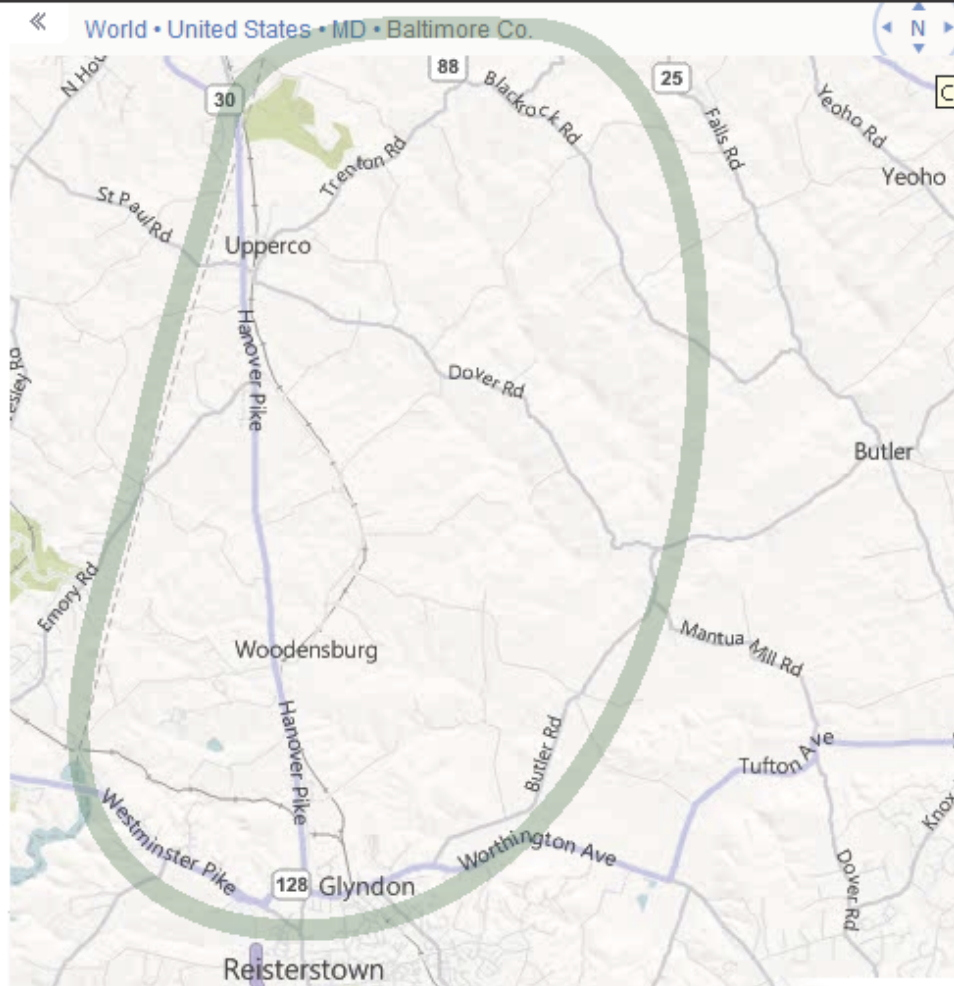 «
World • United States • MD • Baltimore Co.
N
88
25
30
C
Blackrock Rd
Falls Rd
Yeoho Rd
Trenton Rd
Yeoho
St Paul Rd
Upperco
Hanover Pike
Dover Rd
Butler
Emory Rd
Woodensburg
Mantua Mill Rd
Hanover Pike
Butler Rd
Tufton Ave
Knox
Westminster Pike
Worthington Ave
128
Glyndon
Dover Rd
Reisterstown